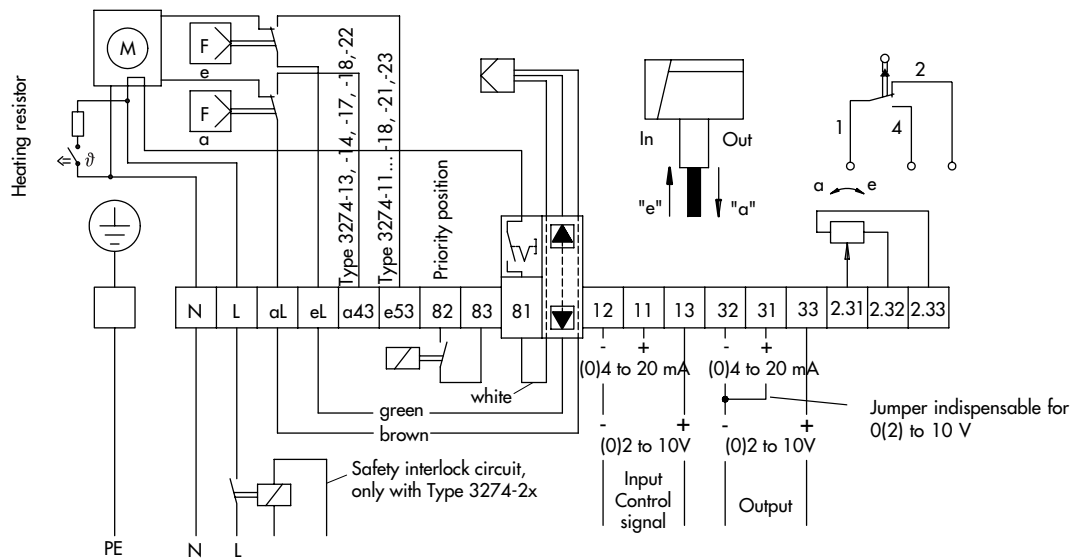 Heating resistor
M
F
e
F
a
ϑ
Type 3274-13, -14, -17, -18,-22
Type 3274-11... -18, -21,-23
Priority position
In
Out
"e"
"a"
2
1
4
a
e
N
L
aL
eL
a43
e53
82
83
81
12
11
13
32
31
33
2.31
2.32
2.33
- +
(0)4 to 20 mA
- +
(0)4 to 20 mA
white
green
brown
- +
(0)2 to 10V
- +
(0)2 to 10V
Jumper indispensable for
0(2) to 10 V
Safety interlock circuit,
only with Type 3274-2x
Input
Control
signal
Output
PE
N
L